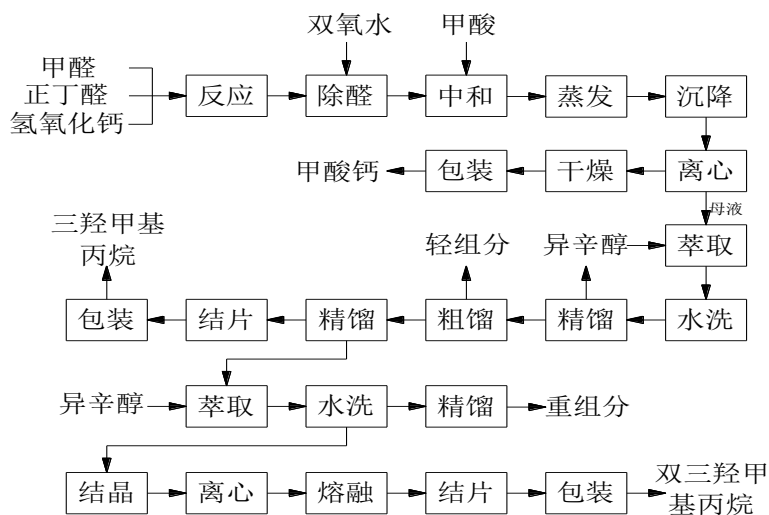 双氧水
甲酸
甲醛
正丁醛
氢氧化钙
反应
除醛
中和
蒸发
沉降
甲酸钙
包装
干燥
离心
母液
三羟甲基
丙烷
轻组分
异辛醇
萃取
包装
结片
精馏
粗馏
精馏
水洗
异辛醇
萃取
水洗
精馏
重组分
结晶
离心
熔融
结片
包装
双三羟甲
基丙烷